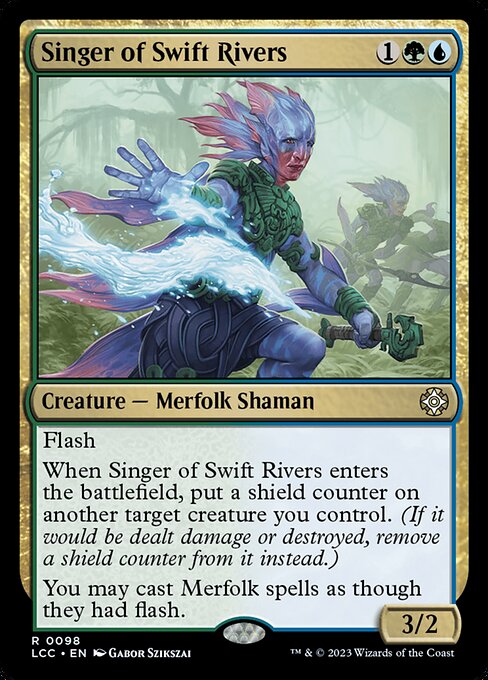 Singer of Swift Rivers 1
Creature — Merfolk Shaman
Flash
When Singer of Swift Rivers enters
the battlefield, put a shield counter on
another target creature you control. (If it
would be dealt damage or destroyed, remove
a shield counter from it instead.)
You may cast Merfolk spells as though
they had flash.
3/2
R 0098
LCC • EN Gabor Szikszai
™ & © 2023 Wizards of the Coast